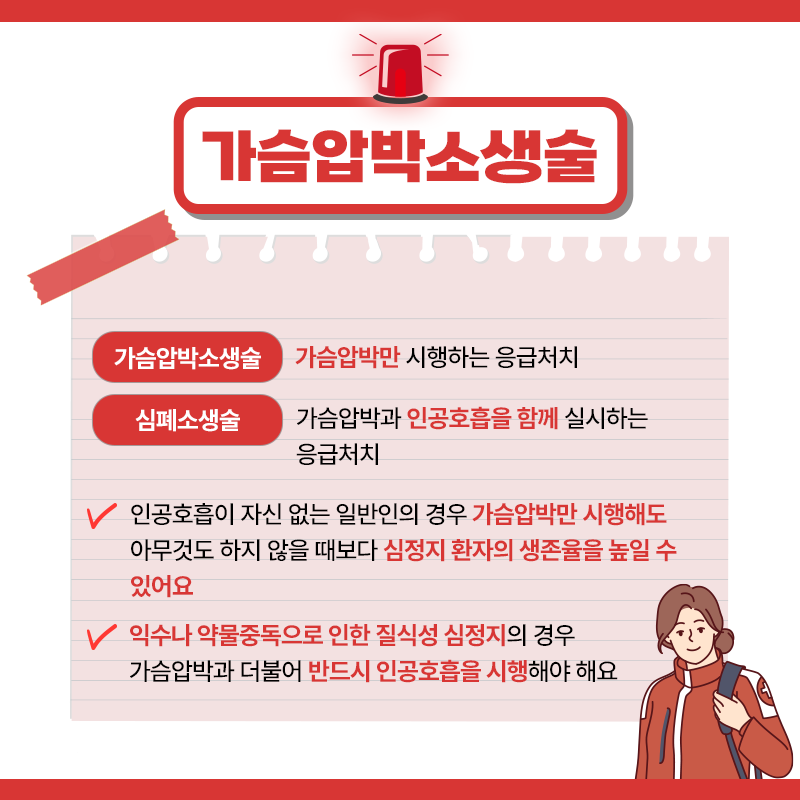 가슴압박소생술
가슴압박소생술 가슴압박만 시행하는 응급처치
심폐소생술 가슴압박과 인공호흡을 함께 실시하는
응급처치
인공호흡이 자신 없는 일반인의 경우 가슴압박만 시행해도
아무것도 하지 않을 때보다 심정지 환자의 생존율을 높일 수
있어요
익수나 약물중독으로 인한 질식성 심정지의 경우
가슴압박과 더불어 반드시 인공호흡을 시행해야 해요